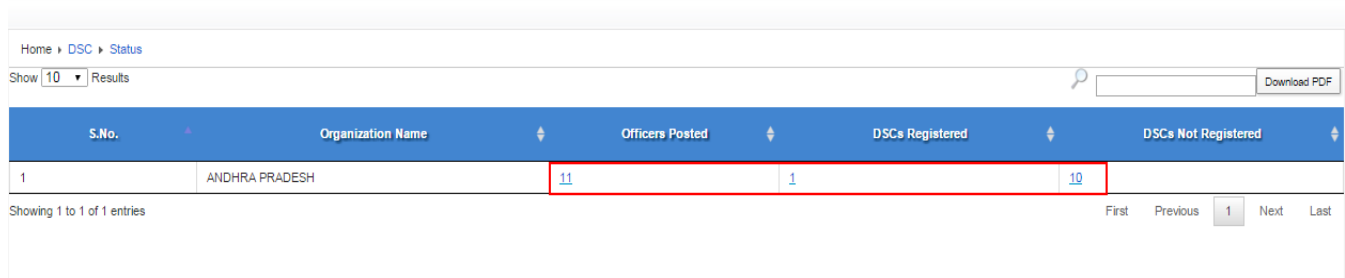 Home DSC Status
Show 10 Results
Download PDF
S.No. Organization Name Officers Posted DSCs Registered DSCs Not Registered
1 ANDHRA PRADESH 11 1 10
Showing 1 to 1 of 1 entries
First Previous 1 Next Last